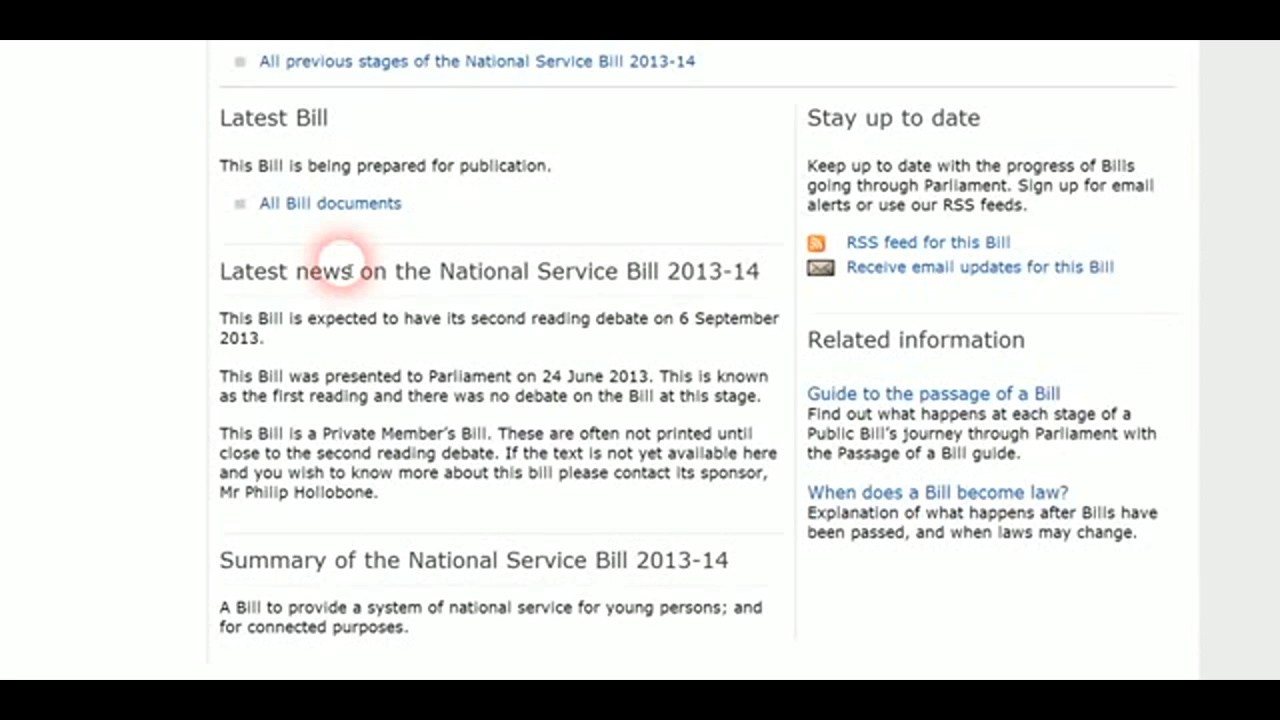 All previous stages of the National Service Bill 2013-14
Latest Bill
This Bill is being prepared for publication.
All Bill documents
Latest news on the National Service Bill 2013-14
This Bill is expected to have its second reading debate on 6 September
2013.
This Bill was presented to Parliament on 24 June 2013. This is known
as the first reading and there was no debate on the Bill at this stage.
This Bill is a Private Member's Bill. These are often not printed until
close to the second reading debate. If the text is not yet available here
and you wish to know more about this bill please contact its sponsor,
Mr Philip Hollobone.
Summary of the National Service Bill 2013-14
A Bill to provide a system of national service for young persons; and
for connected purposes.
Stay up to date
Keep up to date with the progress of Bills
going through Parliament. Sign up for email
alerts or use our RSS feeds.
RSS feed for this Bill
Receive email updates for this Bill
Related information
Guide to the passage of a Bill
Find out what happens at each stage of a
Public Bill's journey through Parliament with
the Passage of a Bill guide.
When does a Bill become law?
Explanation of what happens after Bills have
been passed, and when laws may change.